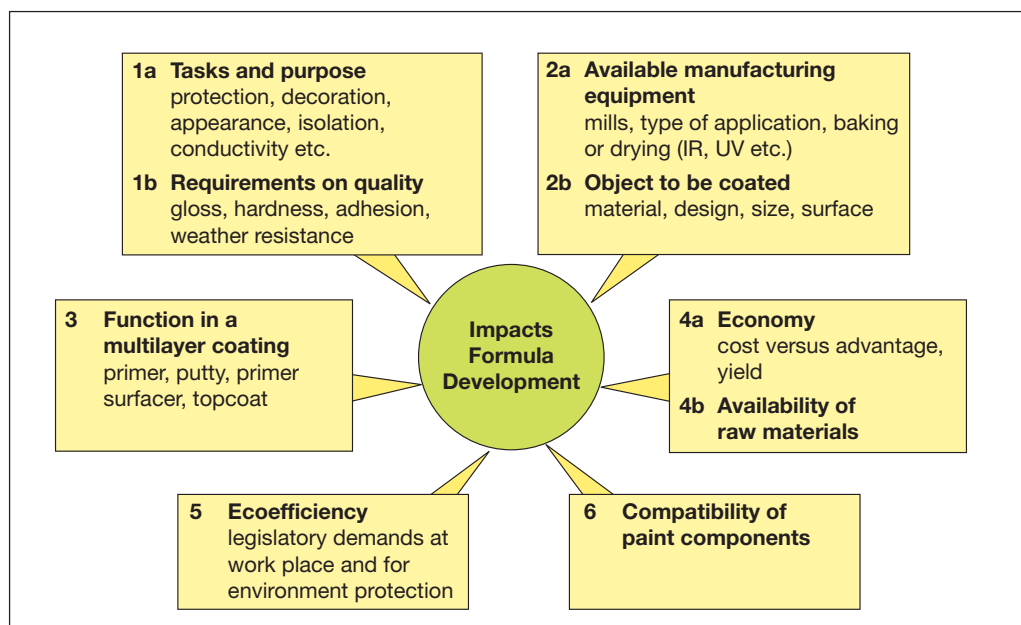 1a Tasks and purpose
protection, decoration,
appearance, isolation,
conductivity etc.
1b Requirements on quality
gloss, hardness, adhesion,
weather resistance
2a Available manufacturing
equipment
mills, type of application, baking
or drying (IR, UV etc.)
2b Object to be coated
material, design, size, surface
3 Function in a
multilayer coating
primer, putty, primer
surfacer, topcoat
Impacts
Formula
Development
4a Economy
cost versus advantage,
yield
4b Availability of
raw materials
5 Ecoefficiency
legislatory demands at
work place and for
environment protection
6 Compatibility of
paint components